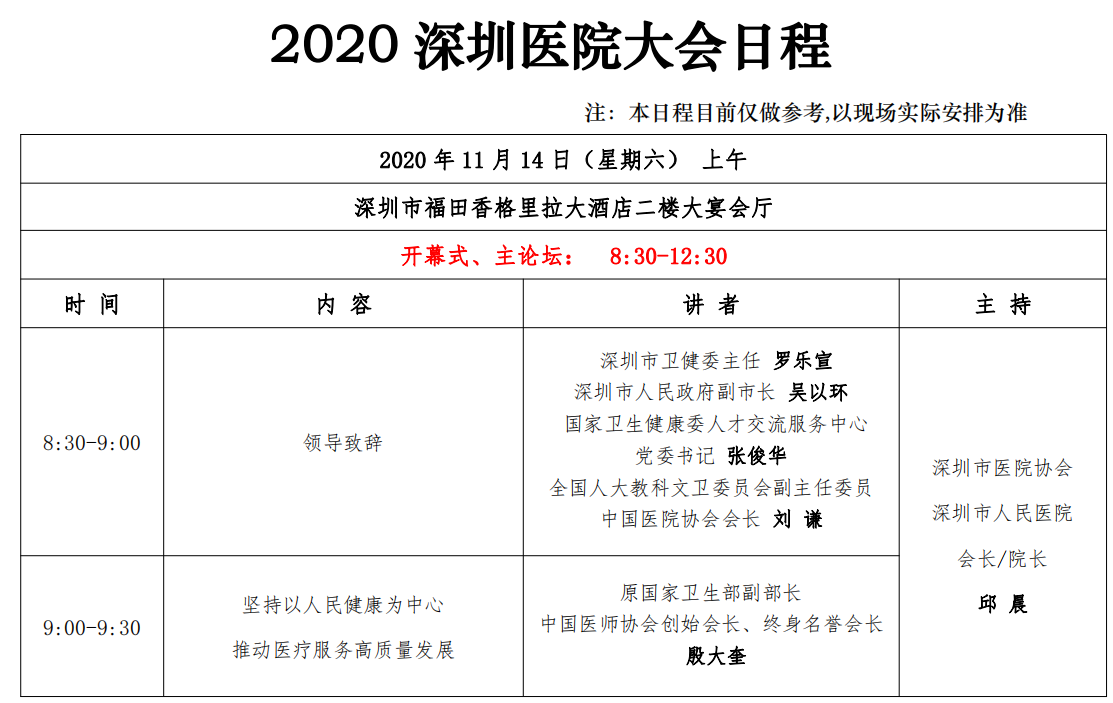 2020 深圳医院大会日程
注：本日程目前仅做参考,以现场实际安排为准
2020 年 11 月 14 日（星期六） 上午
深圳市福田香格里拉大酒店二楼大宴会厅
开幕式、主论坛： 8:30-12:30
时 间
内 容
讲 者
主 持
8:30-9:00
领导致辞
深圳市卫健委主任 罗乐宣
深圳市人民政府副市长 吴以环
国家卫生健康委人才交流服务中心
党委书记 张俊华
全国人大教科文卫委员会副主任委员
中国医院协会会长 刘 谦
深圳市医院协会
深圳市人民医院
会长/院长
邱 晨
9:00-9:30
坚持以人民健康为中心
推动医疗服务高质量发展
原国家卫生部副部长
中国医师协会创始会长、终身名誉会长
殷大奎